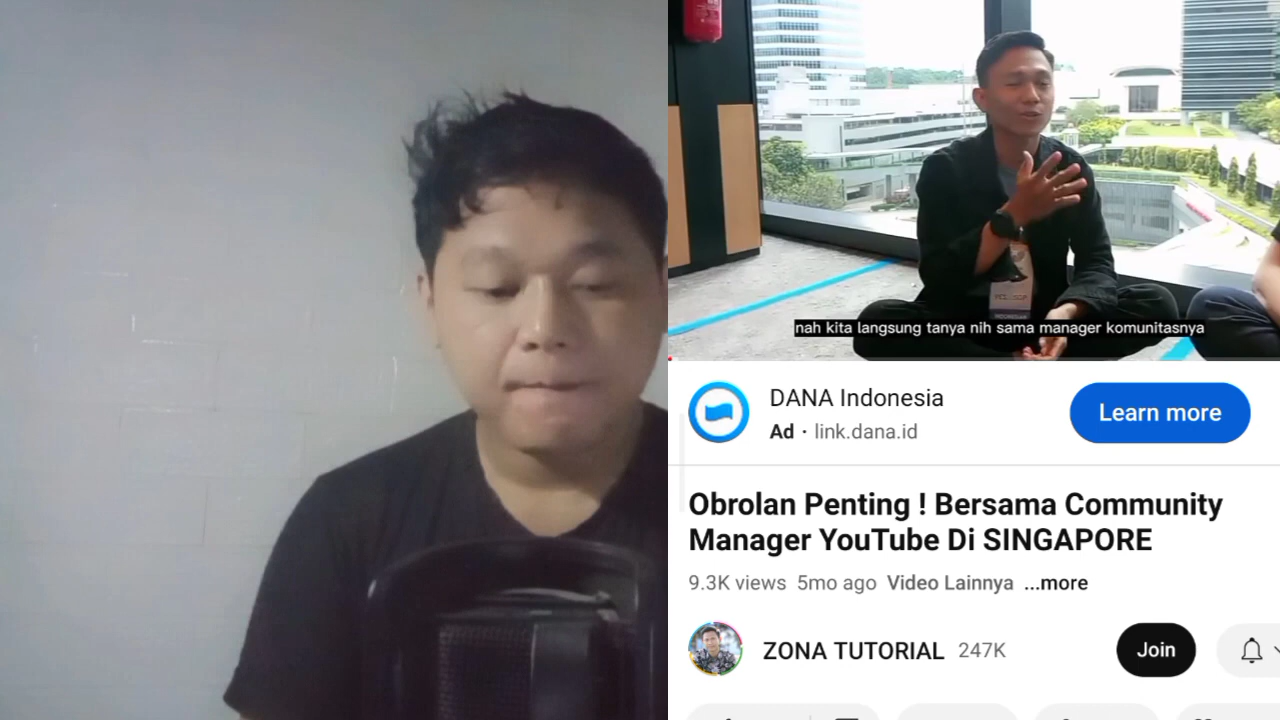 nah kita langsung tanya nih sama manager komunitasnya
DANA Indonesia
Ad · link.dana.id
Learn more
Obrolan Penting ! Bersama Community
Manager YouTube Di SINGAPORE
9.3K views 5mo ago Video Lainnya ...more
ZONA TUTORIAL 247K
Join